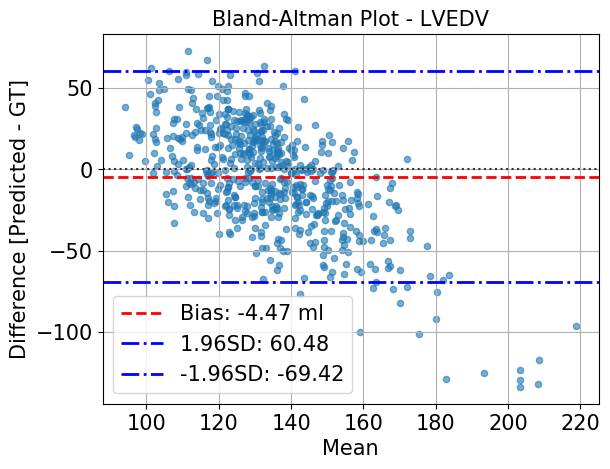 Bland-Altman Plot - LVEDV
Difference [Predicted - GT]
50
0
−50
−100
Bias: -4.47 ml
1.96SD: 60.48
-1.96SD: -69.42
100 120 140 160 180 200 220
Mean